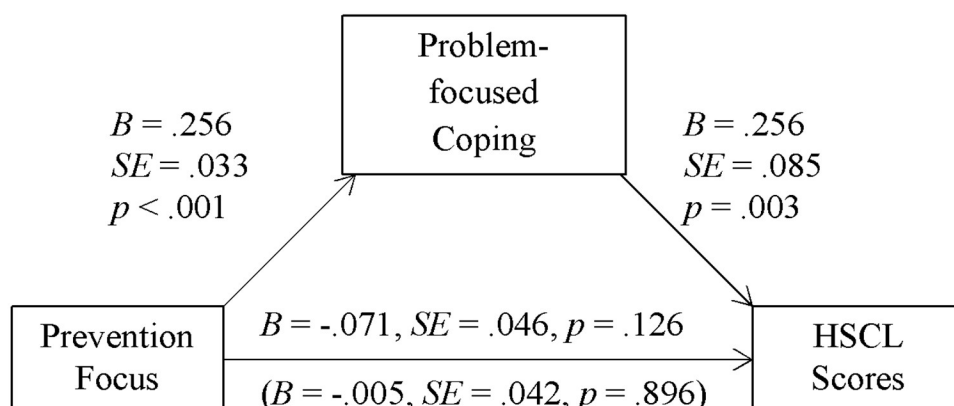 Problem-
focused
Coping
B = .256
SE = .033
p < .001
B = .256
SE = .085
p = .003
Prevention
Focus
B = -.071, SE = .046, p = .126
(B = -.005, SE = .042, p = .896)
HSCL
Scores